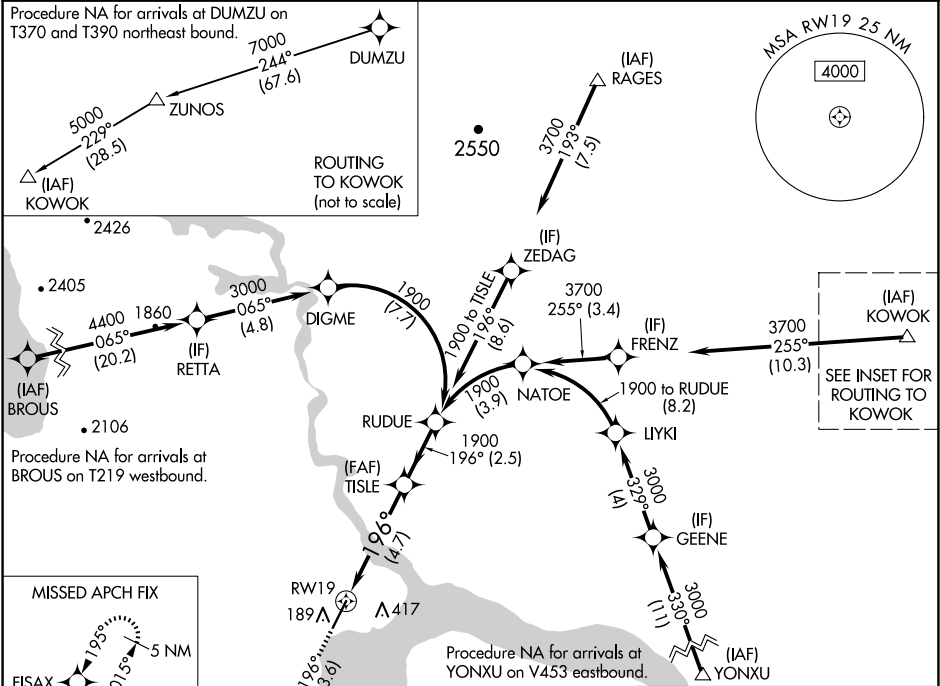 Procedure NA for arrivals at DUMZU on
T370 and T390 northeast bound.
7000
244°
(67.6)
DUMZU
ZUNOS
5000
229°
(28.5)
(IAF)
KOWOK
ROUTING
TO KOWOK
(not to scale)
2550
(IAF)
RAGES
3700
193°
(7.5)
MSA RW19 25 NM
4000
2426
2405
4400
065°
(20.2)
1860
(IAF)
BROUS
(IF)
RETTA
3000
065°
(4.8)
DIGME
1900
(7.7)
(IF)
ZEDAG
1900 to TISLE
196°
(8.6)
3700
255° (3.4)
(IF)
FRENZ
3700
255°
(10.3)
(IAF)
KOWOK
SEE INSET FOR
ROUTING TO
KOWOK
NATOE
1900
(3.9)
1900 to RUDUE
(8.2)
LIYKI
RUDUE
2106
Procedure NA for arrivals at
BROUS on T219 westbound.
1900
196° (2.5)
(FAF)
TISLE
3000
329°
(4)
(IF)
GEENE
196°
(4.7)
MISSED APCH FIX
195°
015°
5 NM
EISAX
RW19
189
417
196°
3.6)
3000
330°
(11)
Procedure NA for arrivals at
YONXU on V453 eastbound.
(IAF)
YONXU